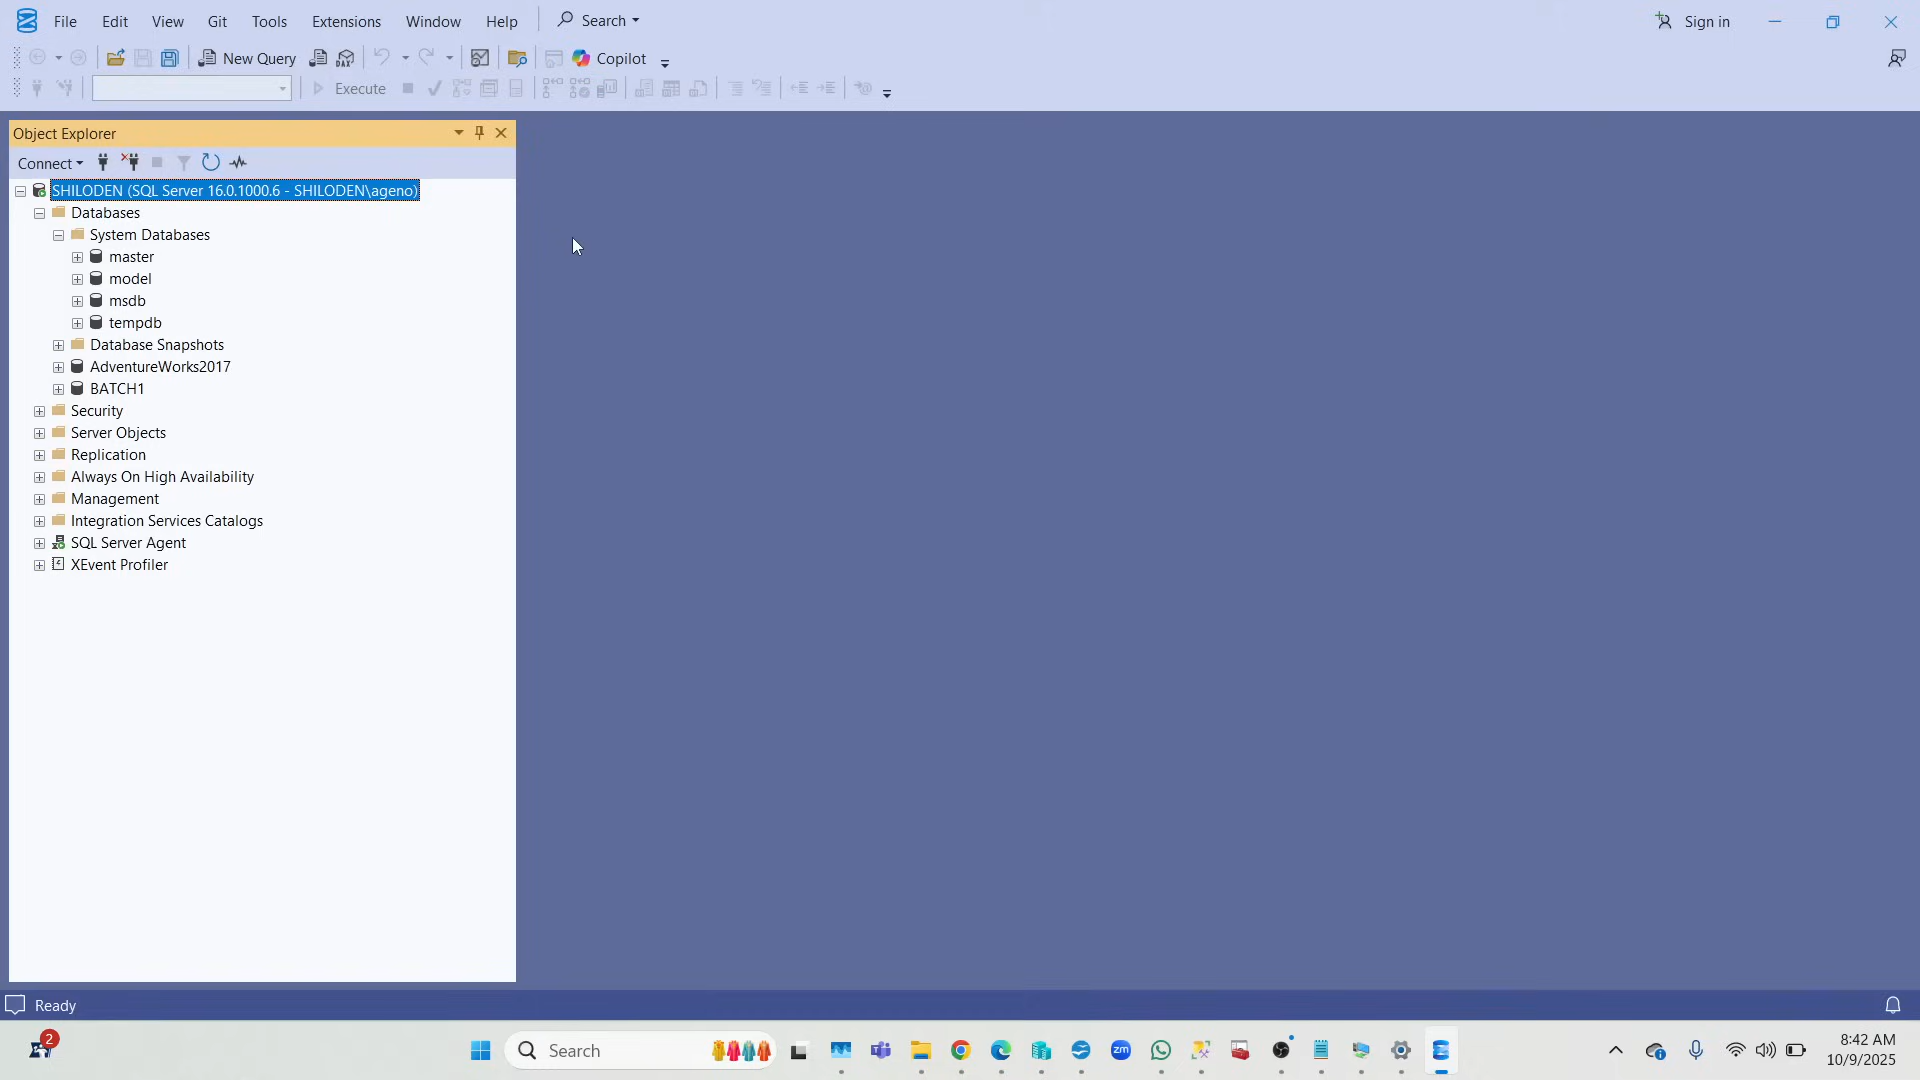 File Edit View Git Tools Extensions Window Help Search Sign in
New Query DAX Copilot
Execute
Object Explorer
Connect
SHILODEN (SQL Server 16.0.1000.6 - SHILODEN\ageno)
Databases
System Databases
master
model
msdb
tempdb
Database Snapshots
AdventureWorks2017
BATCH1
Security
Server Objects
Replication
Always On High Availability
Management
Integration Services Catalogs
SQL Server Agent
XEvent Profiler
Ready
2 Search zm 8:42 AM
10/9/2025